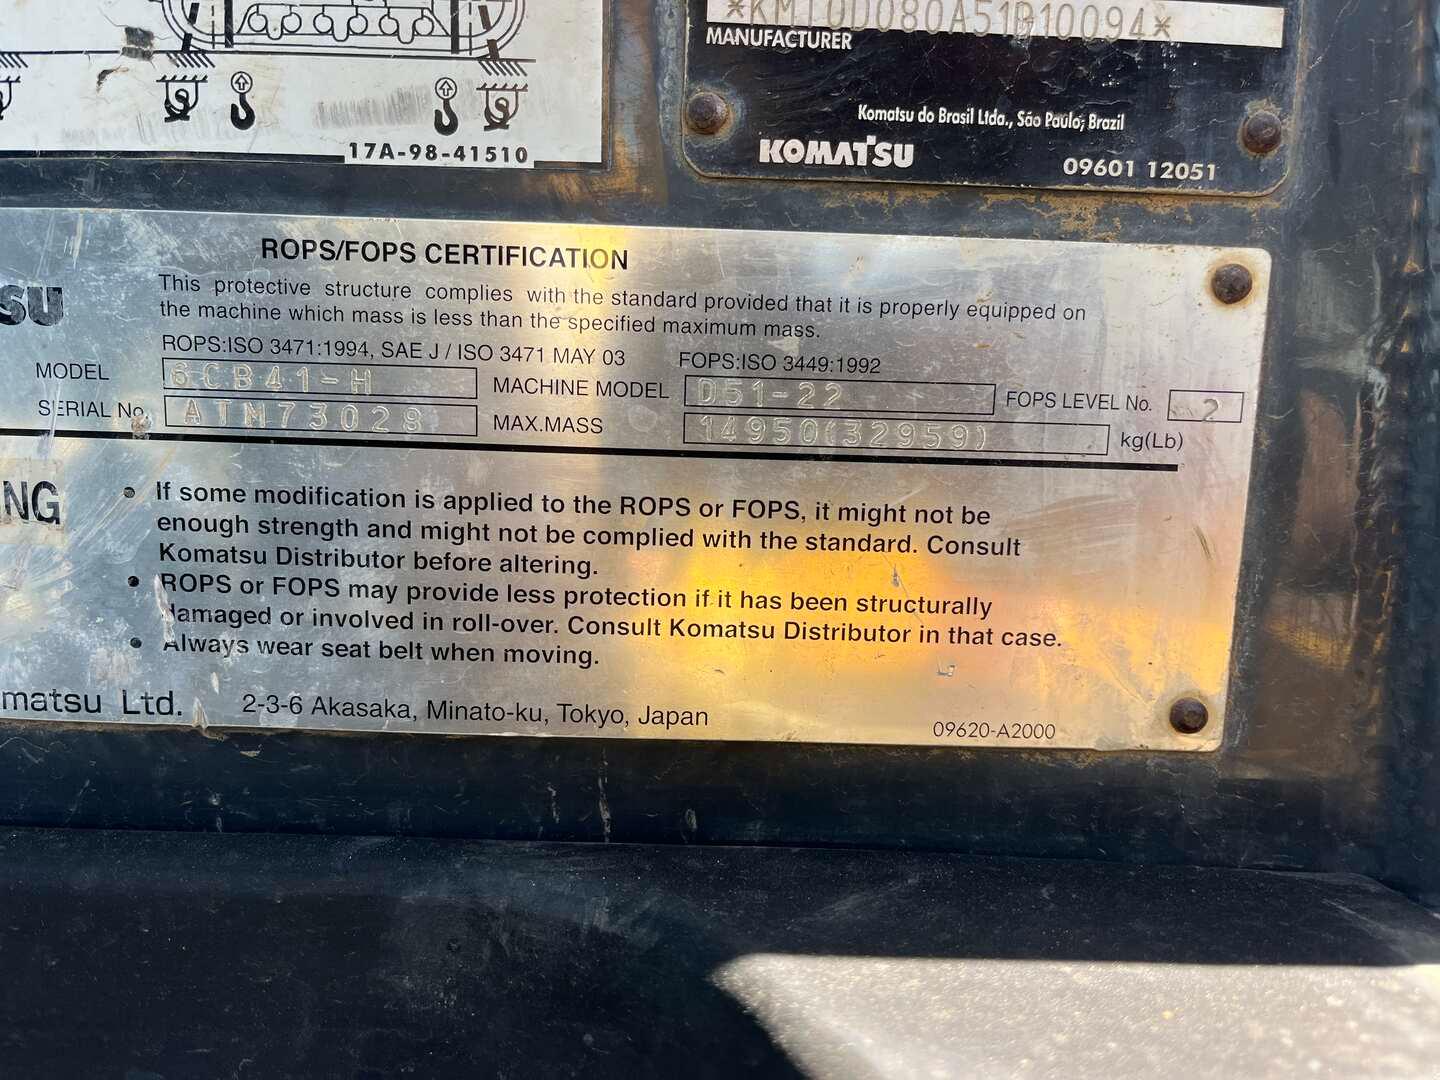 *KMT0D080A51B10094*
MANUFACTURER
Komatsu do Brasil Ltda., São Paulo, Brazil
KOMATSU
09601 12051
17A-98-41510
ROPS/FOPS CERTIFICATION
SU
This protective structure complies with the standard provided that it is properly equipped on
the machine which mass is less than the specified maximum mass.
ROPS:ISO 3471:1994, SAE J / ISO 3471 MAY 03 FOPS:ISO 3449:1992
MODEL 6CB41-H MACHINE MODEL D51-22 FOPS LEVEL No. 2
SERIAL No. ATM73028 MAX.MASS 14950(32959) kg(Lb)
NG
• If some modification is applied to the ROPS or FOPS, it might not be
enough strength and might not be complied with the standard. Consult
Komatsu Distributor before altering.
• ROPS or FOPS may provide less protection if it has been structurally
damaged or involved in roll-over. Consult Komatsu Distributor in that case.
• Always wear seat belt when moving.
matsu Ltd. 2-3-6 Akasaka, Minato-ku, Tokyo, Japan
09620-A2000